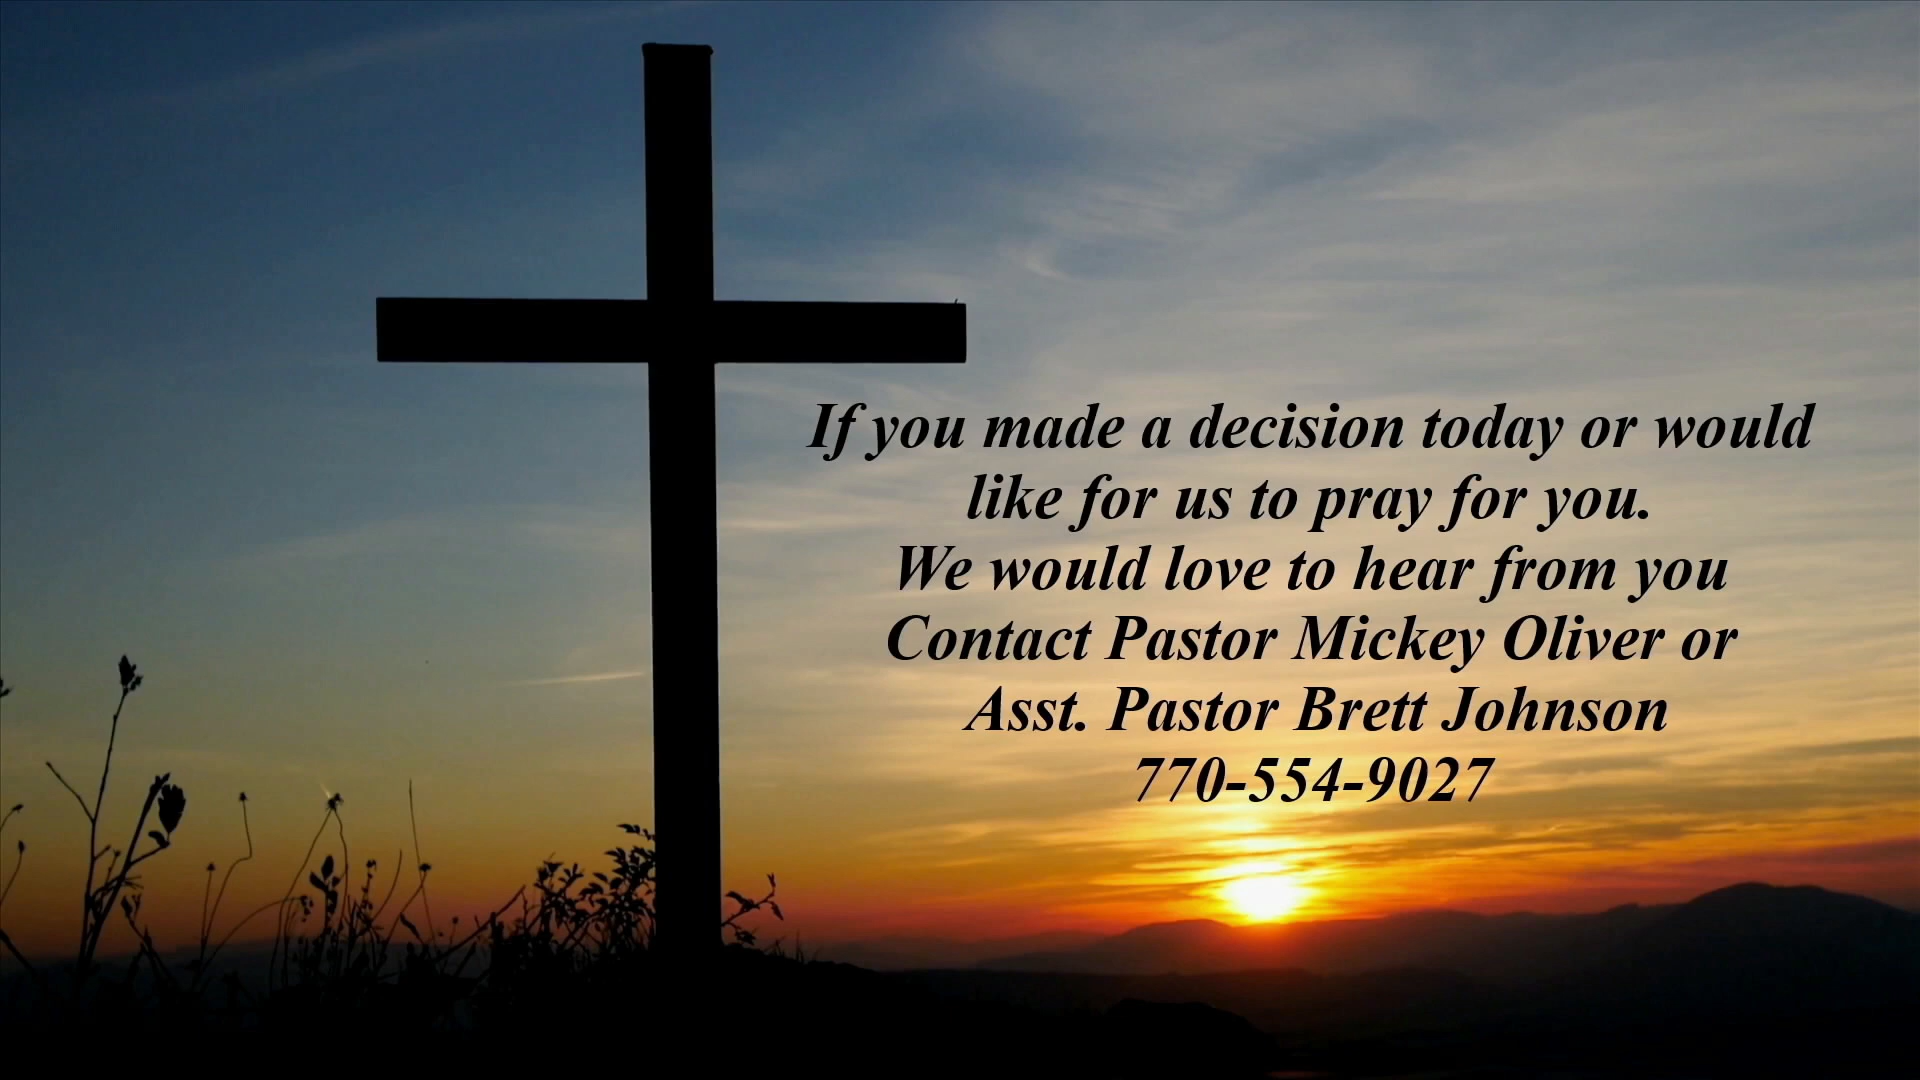 If you made a decision today or would
like for us to pray for you.
We would love to hear from you
Contact Pastor Mickey Oliver or
Asst. Pastor Brett Johnson
770-554-9027